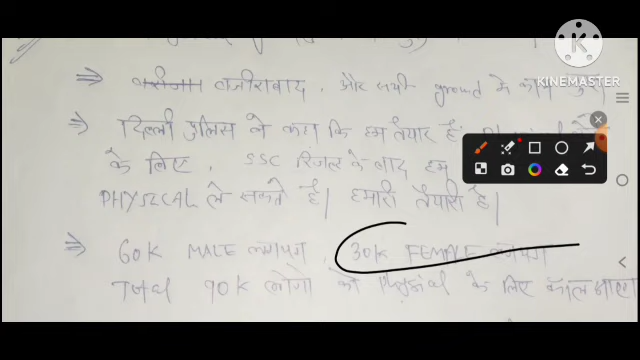 ⇒ वजीराबाद, और सभी ground में काम
KINEMASTER
⇒ दिल्ली पुलिस ने कहा कि हम तैयार है
के लिए. SSC रिजल्ट के बाद हम
PHYSICAL ले सकते है| हमारी तैयारी है|
⇒ 60K MALE लगभग, 30K FEMALE लगभग
Total 90K लोगो को फिजिकल के लिए कॉल